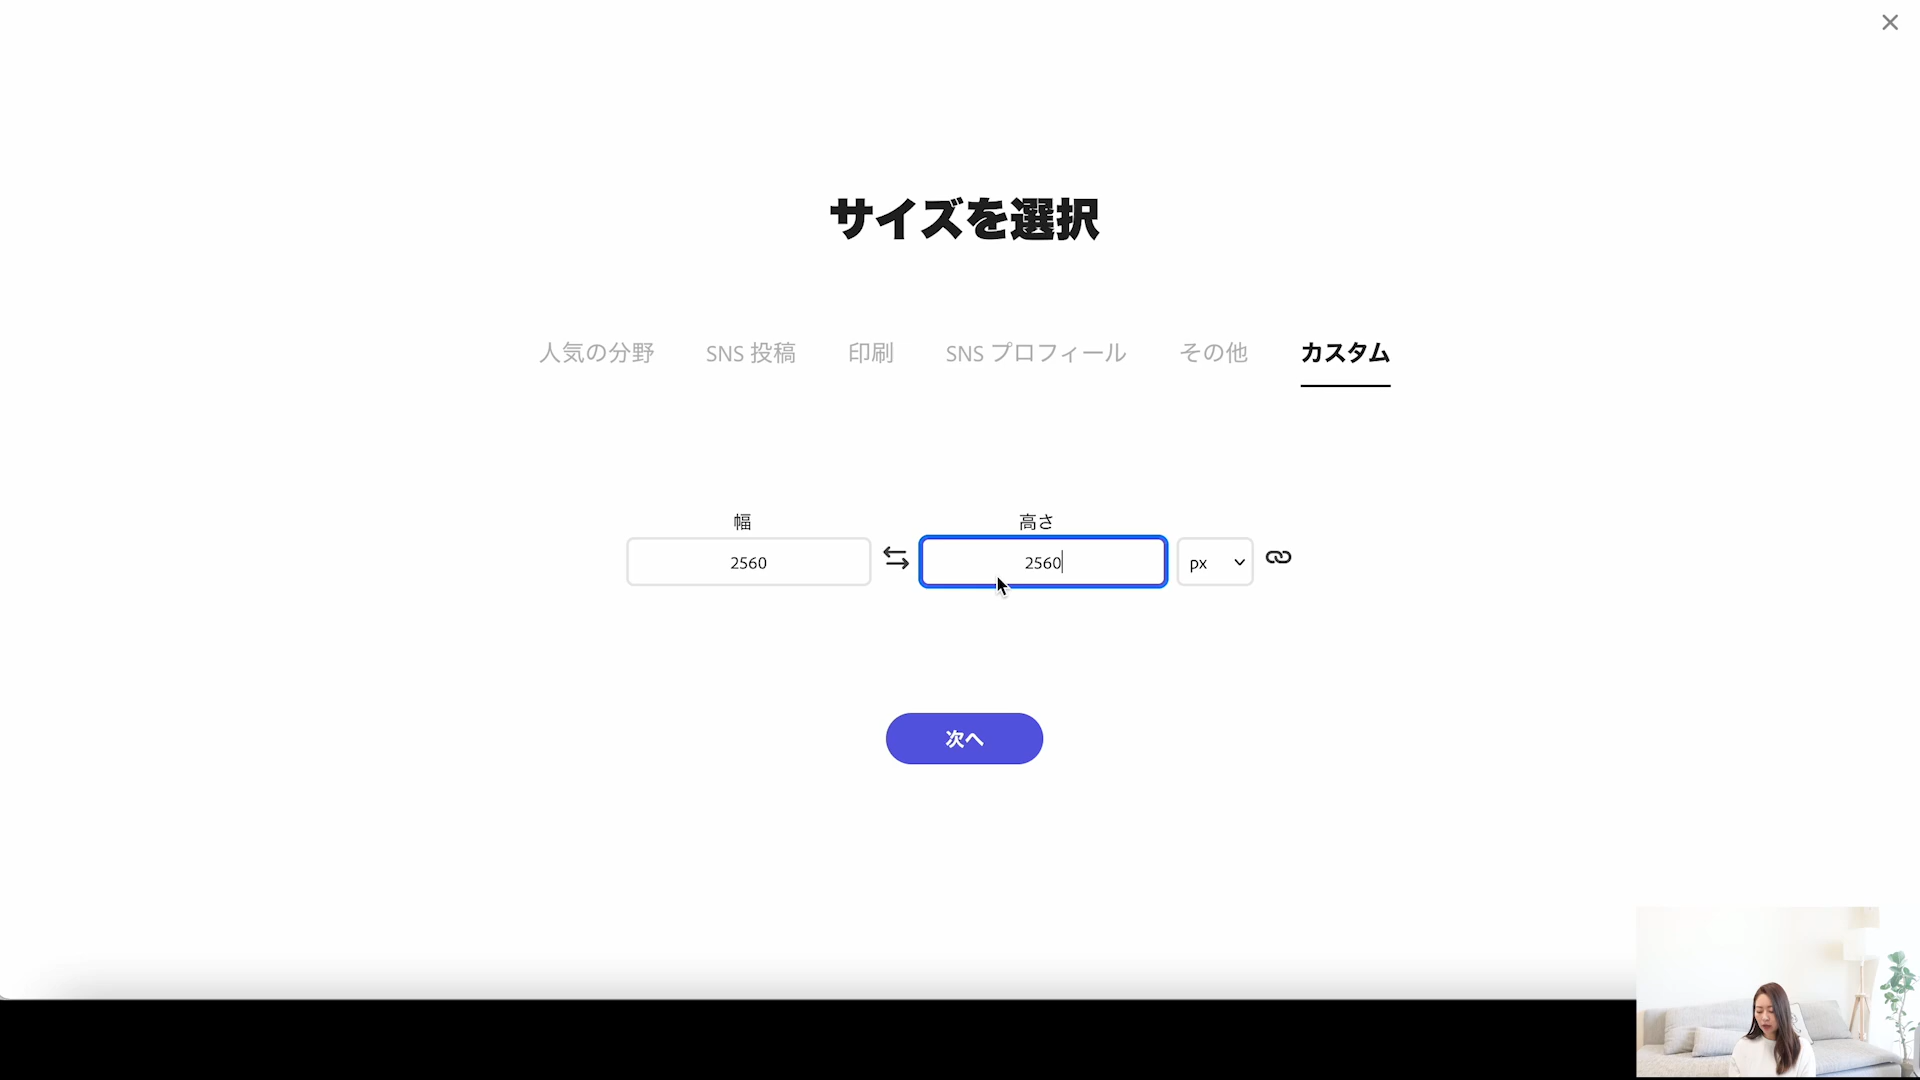 サイズを選択
人気の分野 SNS 投稿 印刷 SNS プロフィール その他 カスタム
幅 高さ
2560 2560 px
次へ